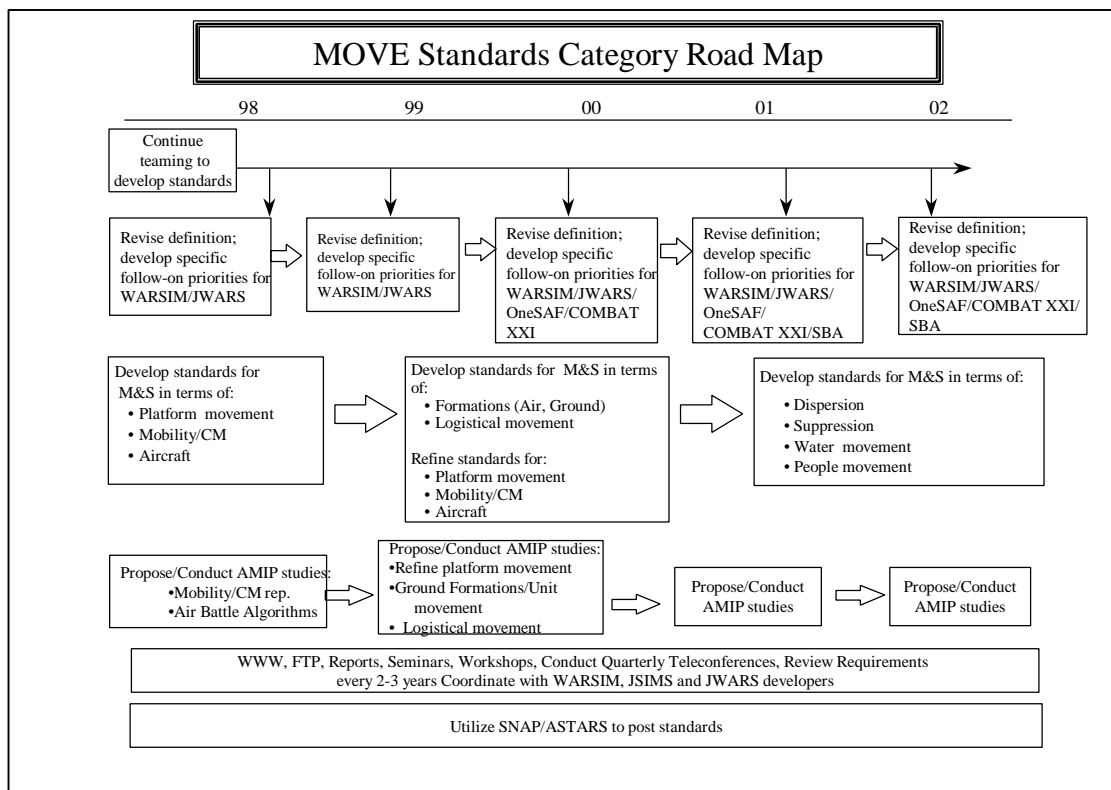 MOVE Standards Category Road Map
98 99 00 01 02
Continue
teaming to
develop standards
Revise definition;
develop specific
follow-on priorities for
WARSIM/JWARS
Revise definition;
develop specific
follow-on priorities for
WARSIM/JWARS
Revise definition;
develop specific
follow-on priorities for
WARSIM/JWARS/
OneSAF/COMBAT
XXI
Revise definition;
develop specific
follow-on priorities for
WARSIM/JWARS/
OneSAF/
COMBAT XXI/SBA
Revise definition;
develop specific
follow-on priorities for
WARSIM/JWARS/
OneSAF/COMBAT XXI/
SBA
Develop standards for
M&S in terms of:
• Platform movement
• Mobility/CM
• Aircraft
Develop standards for M&S in terms
of:
• Formations (Air, Ground)
• Logistical movement
Refine standards for:
• Platform movement
• Mobility/CM
• Aircraft
Develop standards for M&S in terms of:
• Dispersion
• Suppression
• Water movement
• People movement
Propose/Conduct AMIP studies:
• Mobility/CM rep.
• Air Battle Algorithms
Propose/Conduct AMIP studies:
•Refine platform movement
•Ground Formations/Unit
movement
• Logistical movement
Propose/Conduct
AMIP studies
Propose/Conduct
AMIP studies
WWW, FTP, Reports, Seminars, Workshops, Conduct Quarterly Teleconferences, Review Requirements
every 2-3 years Coordinate with WARSIM, JSIMS and JWARS developers
Utilize SNAP/ASTARS to post standards